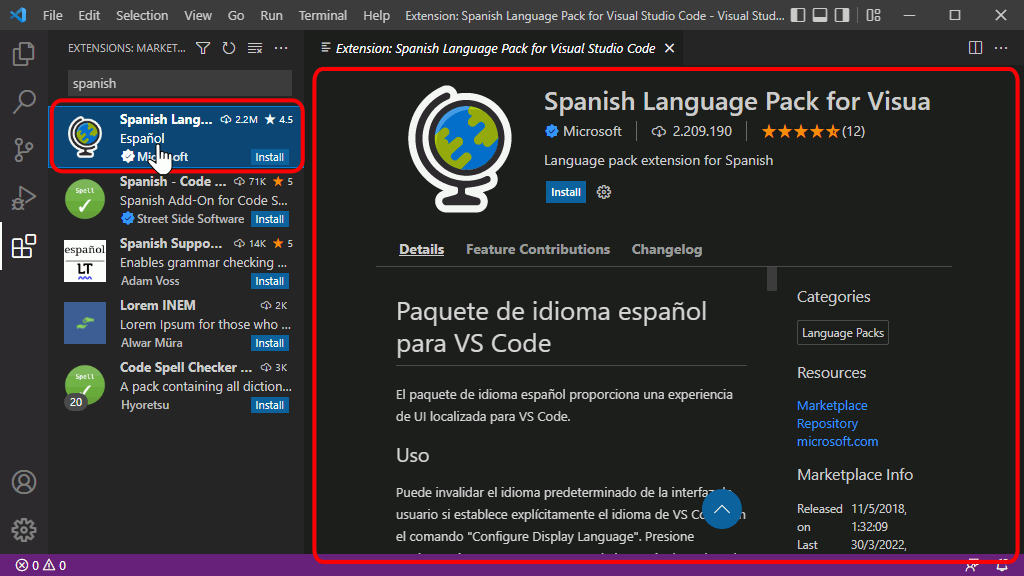 File Edit Selection View Go Run Terminal Help Extension: Spanish Language Pack for Visual Studio Code - Visual Stud...
EXTENSIONS: MARKET...
spanish
Spanish Lang... 2.2M ★ 4.5
Español
Microsoft Install
Spell
Spanish - Code ... 71K ★ 5
Spanish Add-On for Code S...
Street Side Software Install
español
LT
Spanish Suppo... 14K ★ 5
Enables grammar checking ...
Adam Voss Install
Lorem INEM 2K
Lorem Ipsum for those who ...
Alwar Mūra Install
Spell
20
Code Spell Checker ... 3K
A pack containing all diction...
Hyoretsu Install
Extension: Spanish Language Pack for Visual Studio Code
Spanish Language Pack for Visua
Microsoft 2.209.190 (12)
Language pack extension for Spanish
Install
Details Feature Contributions Changelog
Paquete de idioma español
para VS Code
El paquete de idioma español proporciona una experiencia
de UI localizada para VS Code.
Uso
Puede invalidar el idioma predeterminado de la interfaz
usuario si establece explícitamente el idioma de VS
el comando "Configure Display Language". Presione
Categories
Language Packs
Resources
Marketplace
Repository
microsoft.com
Marketplace Info
Released on 11/5/2018, 1:32:09
Last 30/3/2022,
0 0